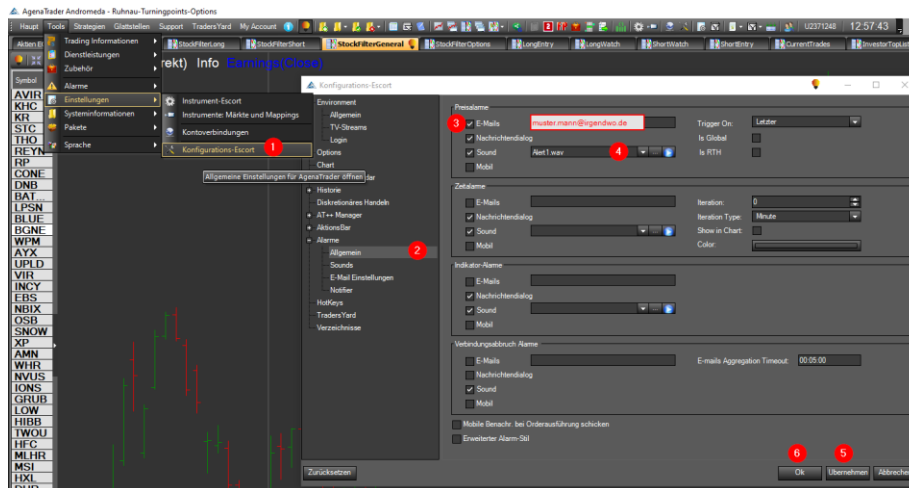 AgenaTrader Andromeda - Ruhnau-Turningpoints-Options
Haupt Tools Strategien Glattstellen Support TradersYard My Account U2371248 12:57:43
StockFilterLong StockFilterShort StockFilterGeneral StockFilterOptions LongEntry LongWatch ShortWatch ShortEntry CurrentTrades InvestorTopList
Trading Informationen
Dienstleistungen
Zubehör
Alarme
Einstellungen
Systeminformationen
Pakete
Sprache
Instrument-Escort
Instrumente: Märkte und Mappings
Kontoverbindungen
Konfigurations-Escort 1
Allgemeine Einstellungen für AgenaTrader öffnen
rekt) Info Earnings(Close)
Symbol
AVIR
KHC
KR
STC
THO
REYN
RP
CONE
DNB
BAT...
LPSN
BLUE
BGNE
WPM
AYX
UPLD
VIR
INCY
EBS
NBIX
OSB
SNOW
XP
AMN
WHR
NVUS
IONS
GRUB
LOW
HIBB
TWOU
HFC
MLHR
MSI
HXL
Konfigurations-Escort
Environment
Allgemein
TV-Streams
Login
Options
Chart
Historie
Diskretionäres Handeln
AT++ Manager
AktionsBar
Alarme
Allgemein 2
Sounds
E-Mail Einstellungen
Notifier
HotKeys
TradersYard
Verzeichnisse
Preisalarme
3 E-Mails muster.mann@irgendwo.de Trigger On: Letzter
Nachrichtendialog Is Global
Sound Alert1.wav 4 Is RTH
Mobil
Zeitalarme
E-Mails Iteration: 0
Nachrichtendialog Iteration Type: Minute
Sound Show in Chart:
Mobil Color:
Indikator-Alarme
E-Mails
Nachrichtendialog
Sound
Mobil
Verbindungsabbruch Alarme
E-Mails E-mails Aggregation Timeout: 00:05:00
Nachrichtendialog
Sound
Mobil
Mobile Benachr. bei Orderausführung schicken
Erweiterter Alarm-Stil
6 5
Zurücksetzen Ok Übernehmen Abbrechen